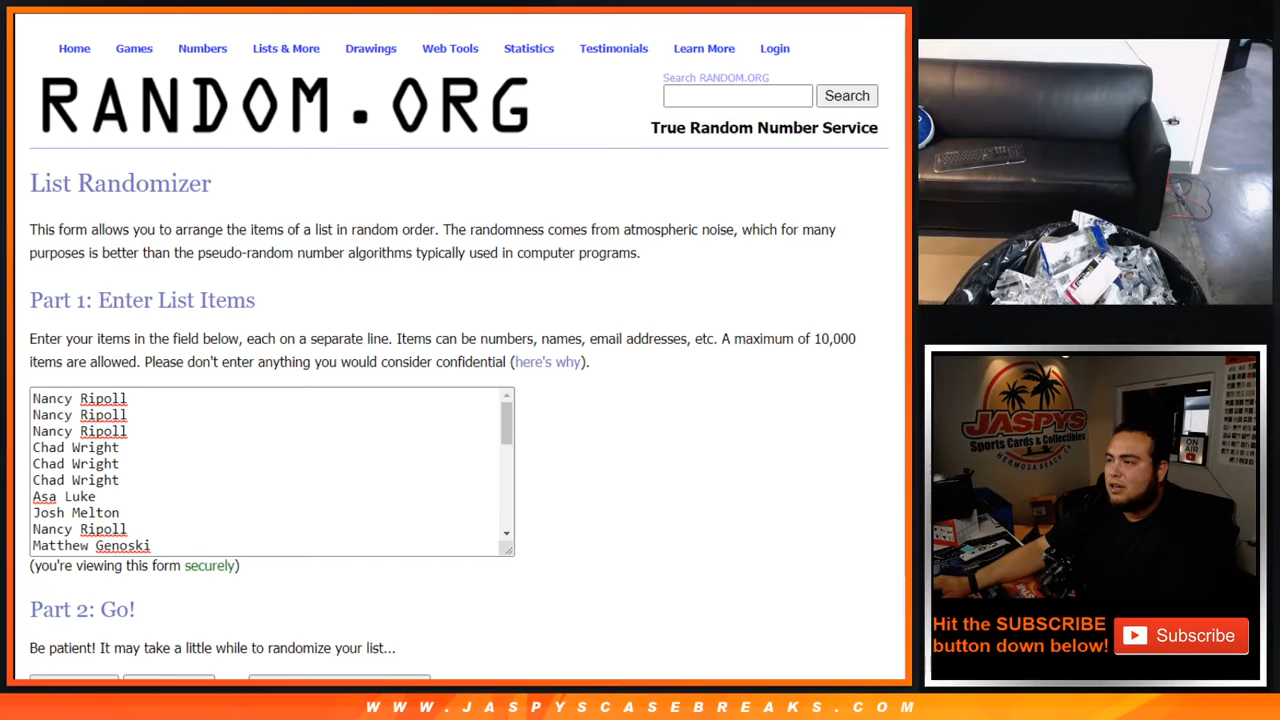 Home Games Numbers Lists & More Drawings Web Tools Statistics Testimonials Learn More Login
RANDOM.ORG
Search RANDOM.ORG
Search
True Random Number Service
List Randomizer
This form allows you to arrange the items of a list in random order. The randomness comes from atmospheric noise, which for many
purposes is better than the pseudo-random number algorithms typically used in computer programs.
Part 1: Enter List Items
Enter your items in the field below, each on a separate line. Items can be numbers, names, email addresses, etc. A maximum of 10,000
items are allowed. Please don't enter anything you would consider confidential (here's why).
Nancy Ripoll
Nancy Ripoll
Nancy Ripoll
Chad Wright
Chad Wright
Chad Wright
Asa Luke
Josh Melton
Nancy Ripoll
Matthew Genoski
(you're viewing this form securely)
Part 2: Go!
Be patient! It may take a little while to randomize your list...
JASPYS
Sports Cards & Collectibles
HERMOSA BEACH, CA
ON
AIR
Hit the SUBSCRIBE
button down below!
Subscribe
WWW.JASPYSCASEBREAKS.COM